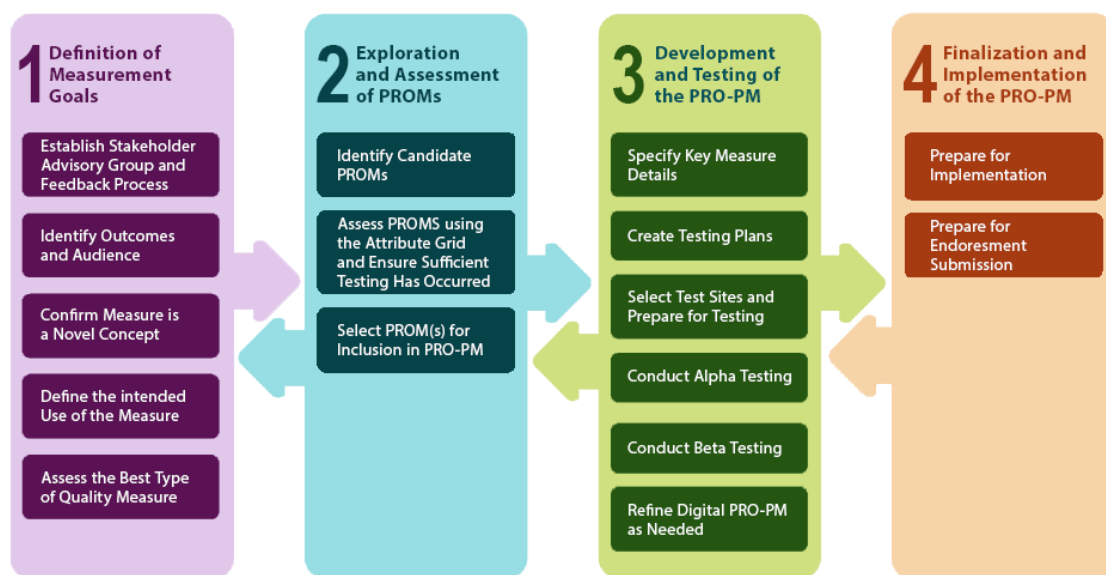 1 Definition of
Measurement
Goals
Establish Stakeholder
Advisory Group and
Feedback Process
Identify Outcomes
and Audience
Confirm Measure is
a Novel Concept
Define the intended
Use of the Measure
Assess the Best Type
of Quality Measure
2 Exploration
and Assessment
of PROMs
Identify Candidate
PROMs
Assess PROMS using
the Attribute Grid
and Ensure Sufficient
Testing Has Occurred
Select PROM(s) for
Inclusion in PRO-PM
3 Development
and Testing of
the PRO-PM
Specify Key Measure
Details
Create Testing Plans
Select Test Sites and
Prepare for Testing
Conduct Alpha Testing
Conduct Beta Testing
Refine Digital PRO-PM
as Needed
4 Finalization and
Implementation
of the PRO-PM
Prepare for
Implementation
Prepare for
Endoresment
Submission